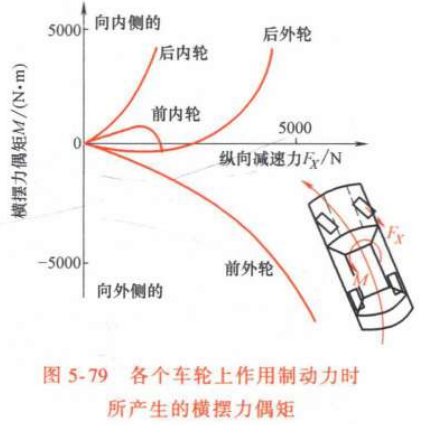 5000
向内侧的
后内轮
后外轮
前内轮
5000
0
纵向减速力Fx/N
横摆力偶矩M/(N·m)
Fx
M
-5000
向外侧的
前外轮
图 5-79 各个车轮上作用制动力时
所产生的横摆力偶矩